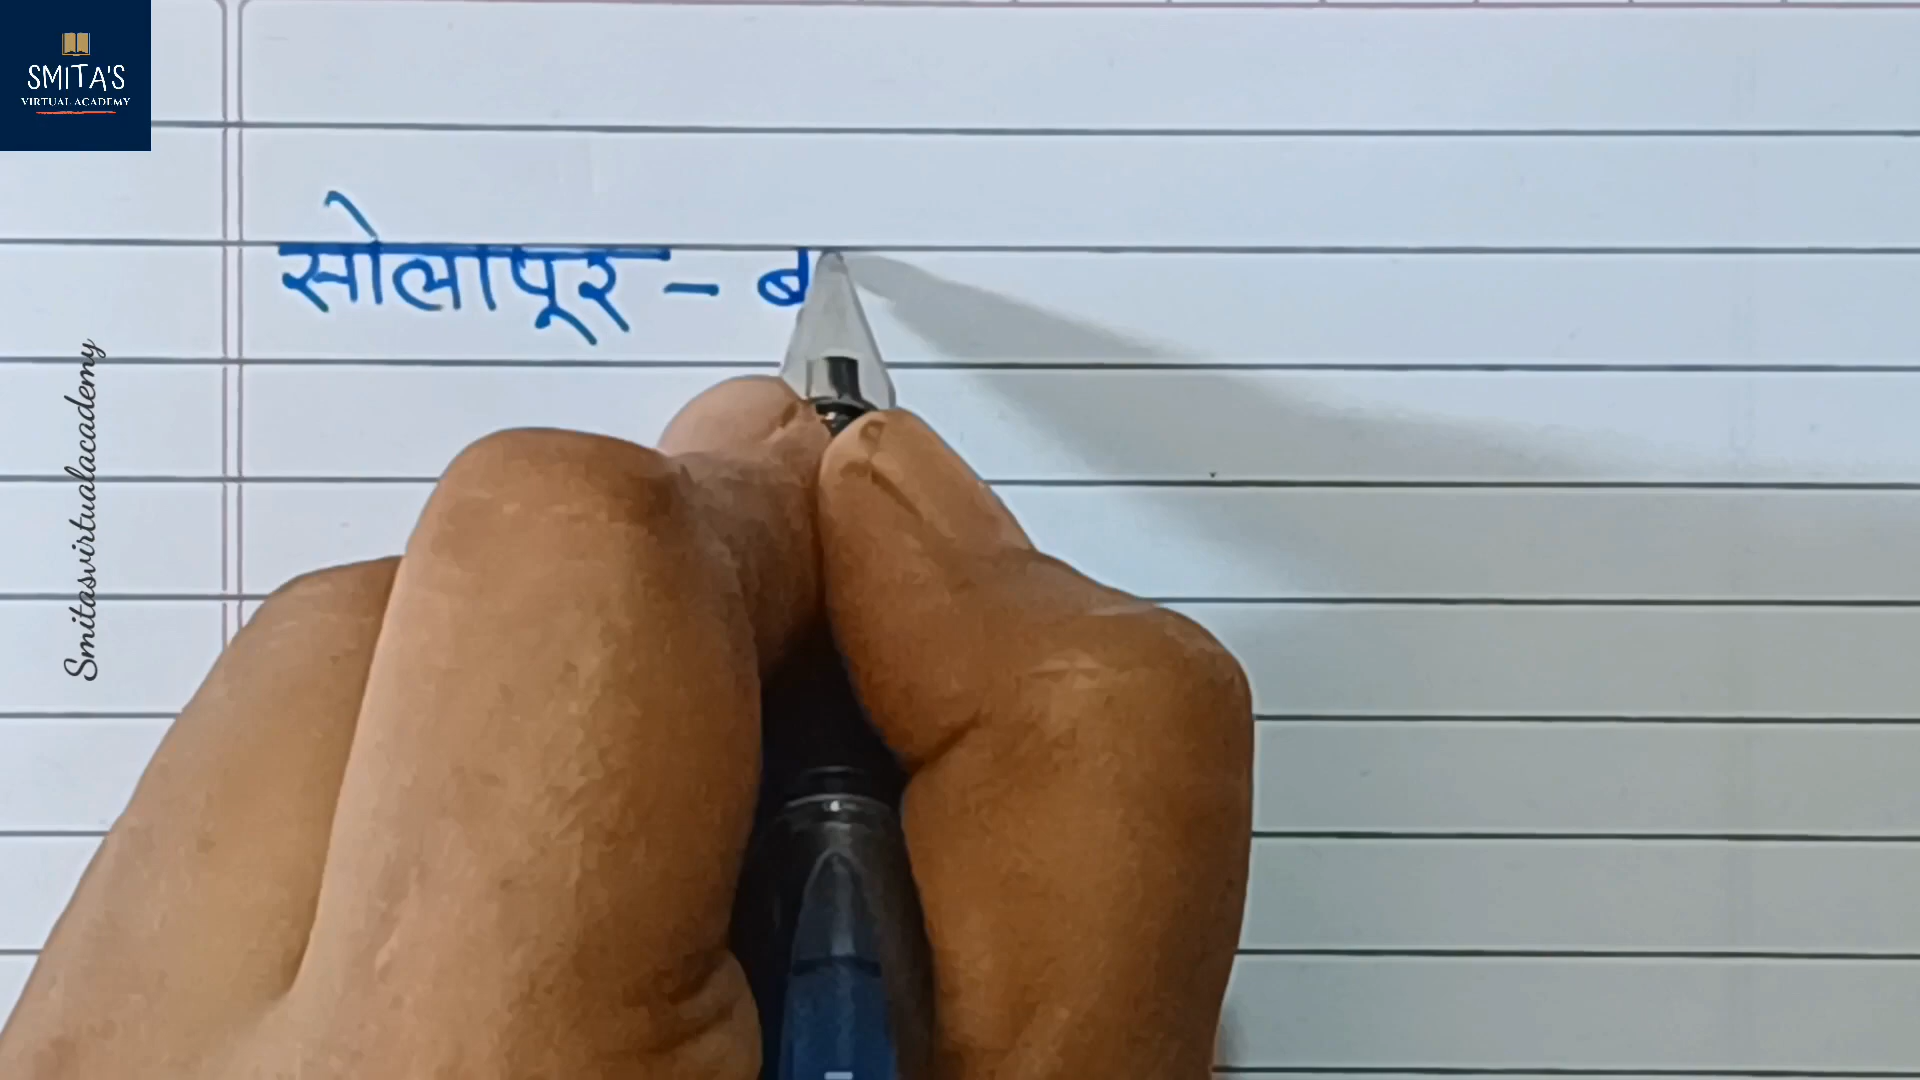 SMITA'S
VIRTUAL ACADEMY
सोलापूर - ब
Smitasvirtualacademy